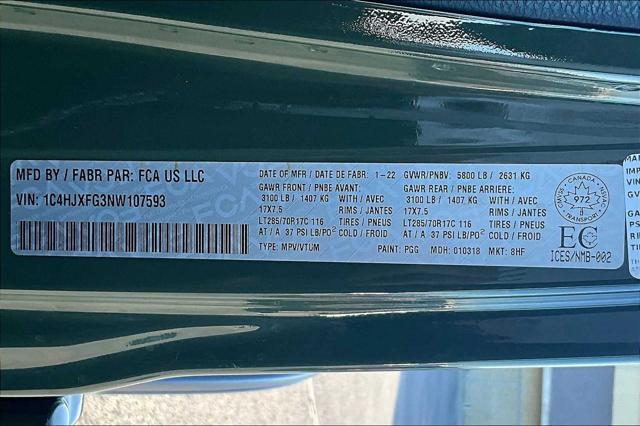 MFD BY / FABR PAR: FCA US LLC
VIN: 1C4HJXFG3NW107593
DATE OF MFR / DATE DE FABR: 1-22
GAWR FRONT / PNBE AVANT:
3100 LB / 1407 KG WITH / AVEC
17X7.5 RIMS / JANTES
LT285/70R17C 116 TIRES / PNEUS
AT / A 37 PSI LB/PO² COLD / FROID
TYPE: MPV/VTUM
GVWR/PNBV: 5800 LB / 2631 KG
GAWR REAR / PNBE ARRIERE:
3100 LB / 1407 KG WITH / AVEC
17X7.5 RIMS / JANTES
LT285/70R17C 116 TIRES / PNEUS
AT / A 37 PSI LB/PO² COLD / FROID
PAINT: PGG MDH: 010318 MKT: 8HF
CANADA
972
TRANSPORT
EC
ICES/NMB-002